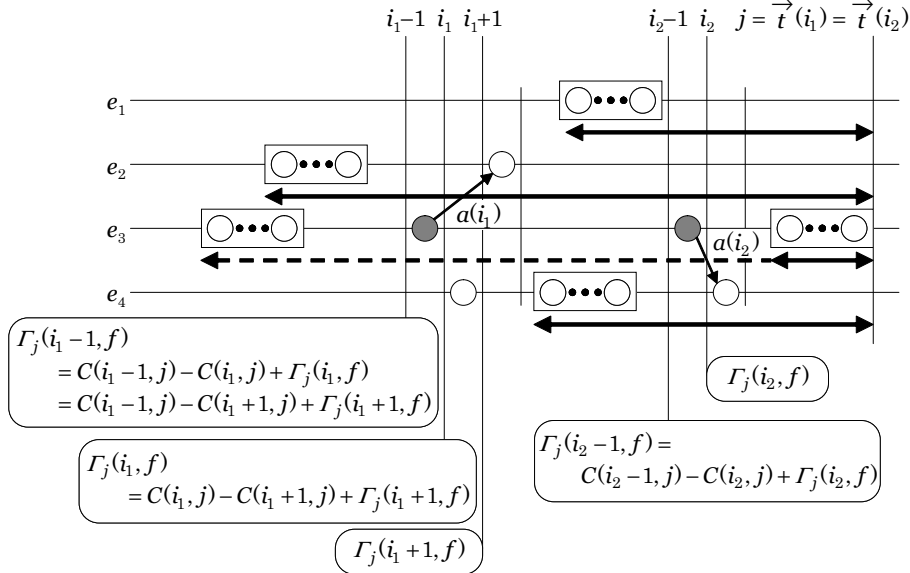 i₁−1 i₁ i₁+1 i₂−1 i₂ j = t⃗(i₁) = t⃗(i₂)
e₁
e₂
a(i₁)
e₃
a(i₂)
e₄
Γⱼ(i₁−1, f)
= C(i₁−1, j) − C(i₁, j) + Γⱼ(i₁, f)
= C(i₁−1, j) − C(i₁+1, j) + Γⱼ(i₁+1, f)
Γⱼ(i₂, f)
Γⱼ(i₂−1, f) =
C(i₂−1, j) − C(i₂, j) + Γⱼ(i₂, f)
Γⱼ(i₁, f)
= C(i₁, j) − C(i₁+1, j) + Γⱼ(i₁+1, f)
Γⱼ(i₁+1, f)